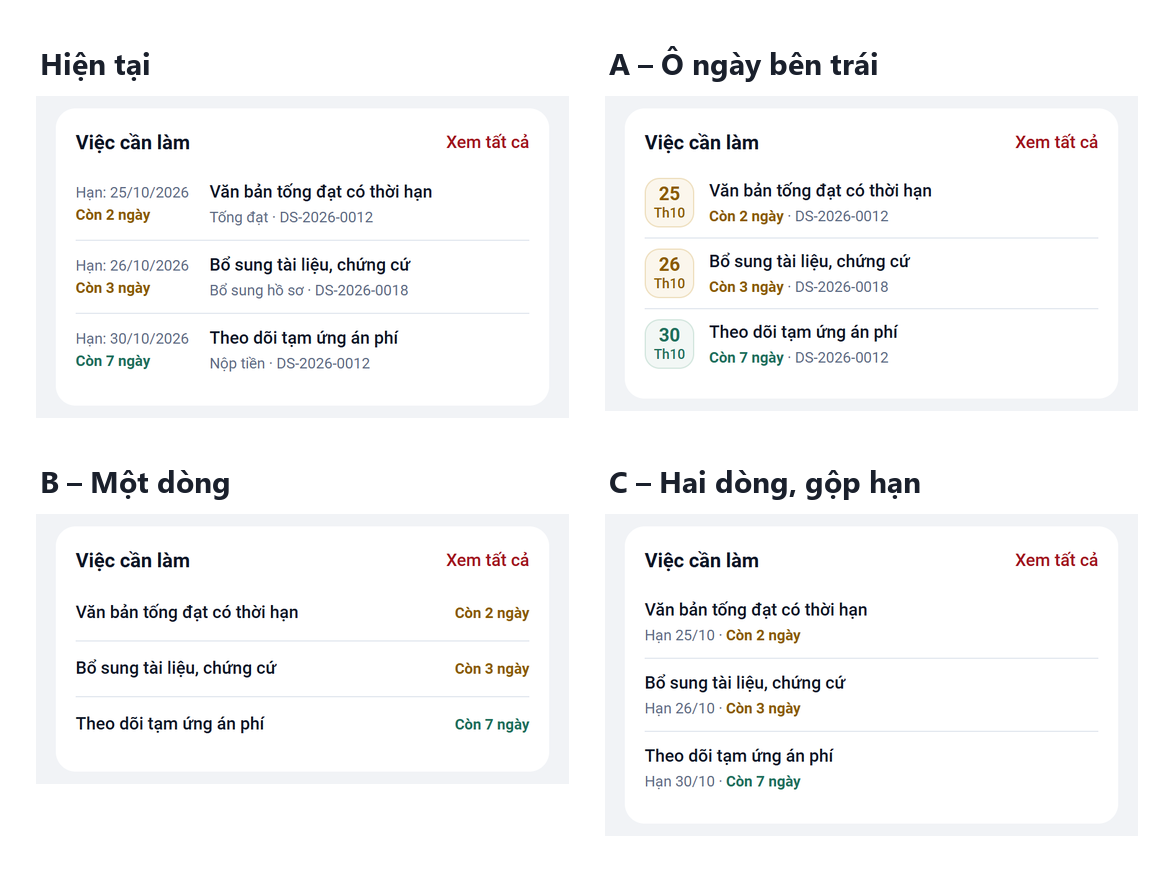 Hiện tại
Việc cần làm
Xem tất cả
Hạn: 25/10/2026
Văn bản tống đạt có thời hạn
Còn 2 ngày
Tống đạt · DS-2026-0012
Hạn: 26/10/2026
Bổ sung tài liệu, chứng cứ
Còn 3 ngày
Bổ sung hồ sơ · DS-2026-0018
Hạn: 30/10/2026
Theo dõi tạm ứng án phí
Còn 7 ngày
Nộp tiền · DS-2026-0012
A – Ô ngày bên trái
Việc cần làm
Xem tất cả
25
Th10
Văn bản tống đạt có thời hạn
Còn 2 ngày · DS-2026-0012
26
Th10
Bổ sung tài liệu, chứng cứ
Còn 3 ngày · DS-2026-0018
30
Th10
Theo dõi tạm ứng án phí
Còn 7 ngày · DS-2026-0012
B – Một dòng
Việc cần làm
Xem tất cả
Văn bản tống đạt có thời hạn
Còn 2 ngày
Bổ sung tài liệu, chứng cứ
Còn 3 ngày
Theo dõi tạm ứng án phí
Còn 7 ngày
C – Hai dòng, gộp hạn
Việc cần làm
Xem tất cả
Văn bản tống đạt có thời hạn
Hạn 25/10 · Còn 2 ngày
Bổ sung tài liệu, chứng cứ
Hạn 26/10 · Còn 3 ngày
Theo dõi tạm ứng án phí
Hạn 30/10 · Còn 7 ngày